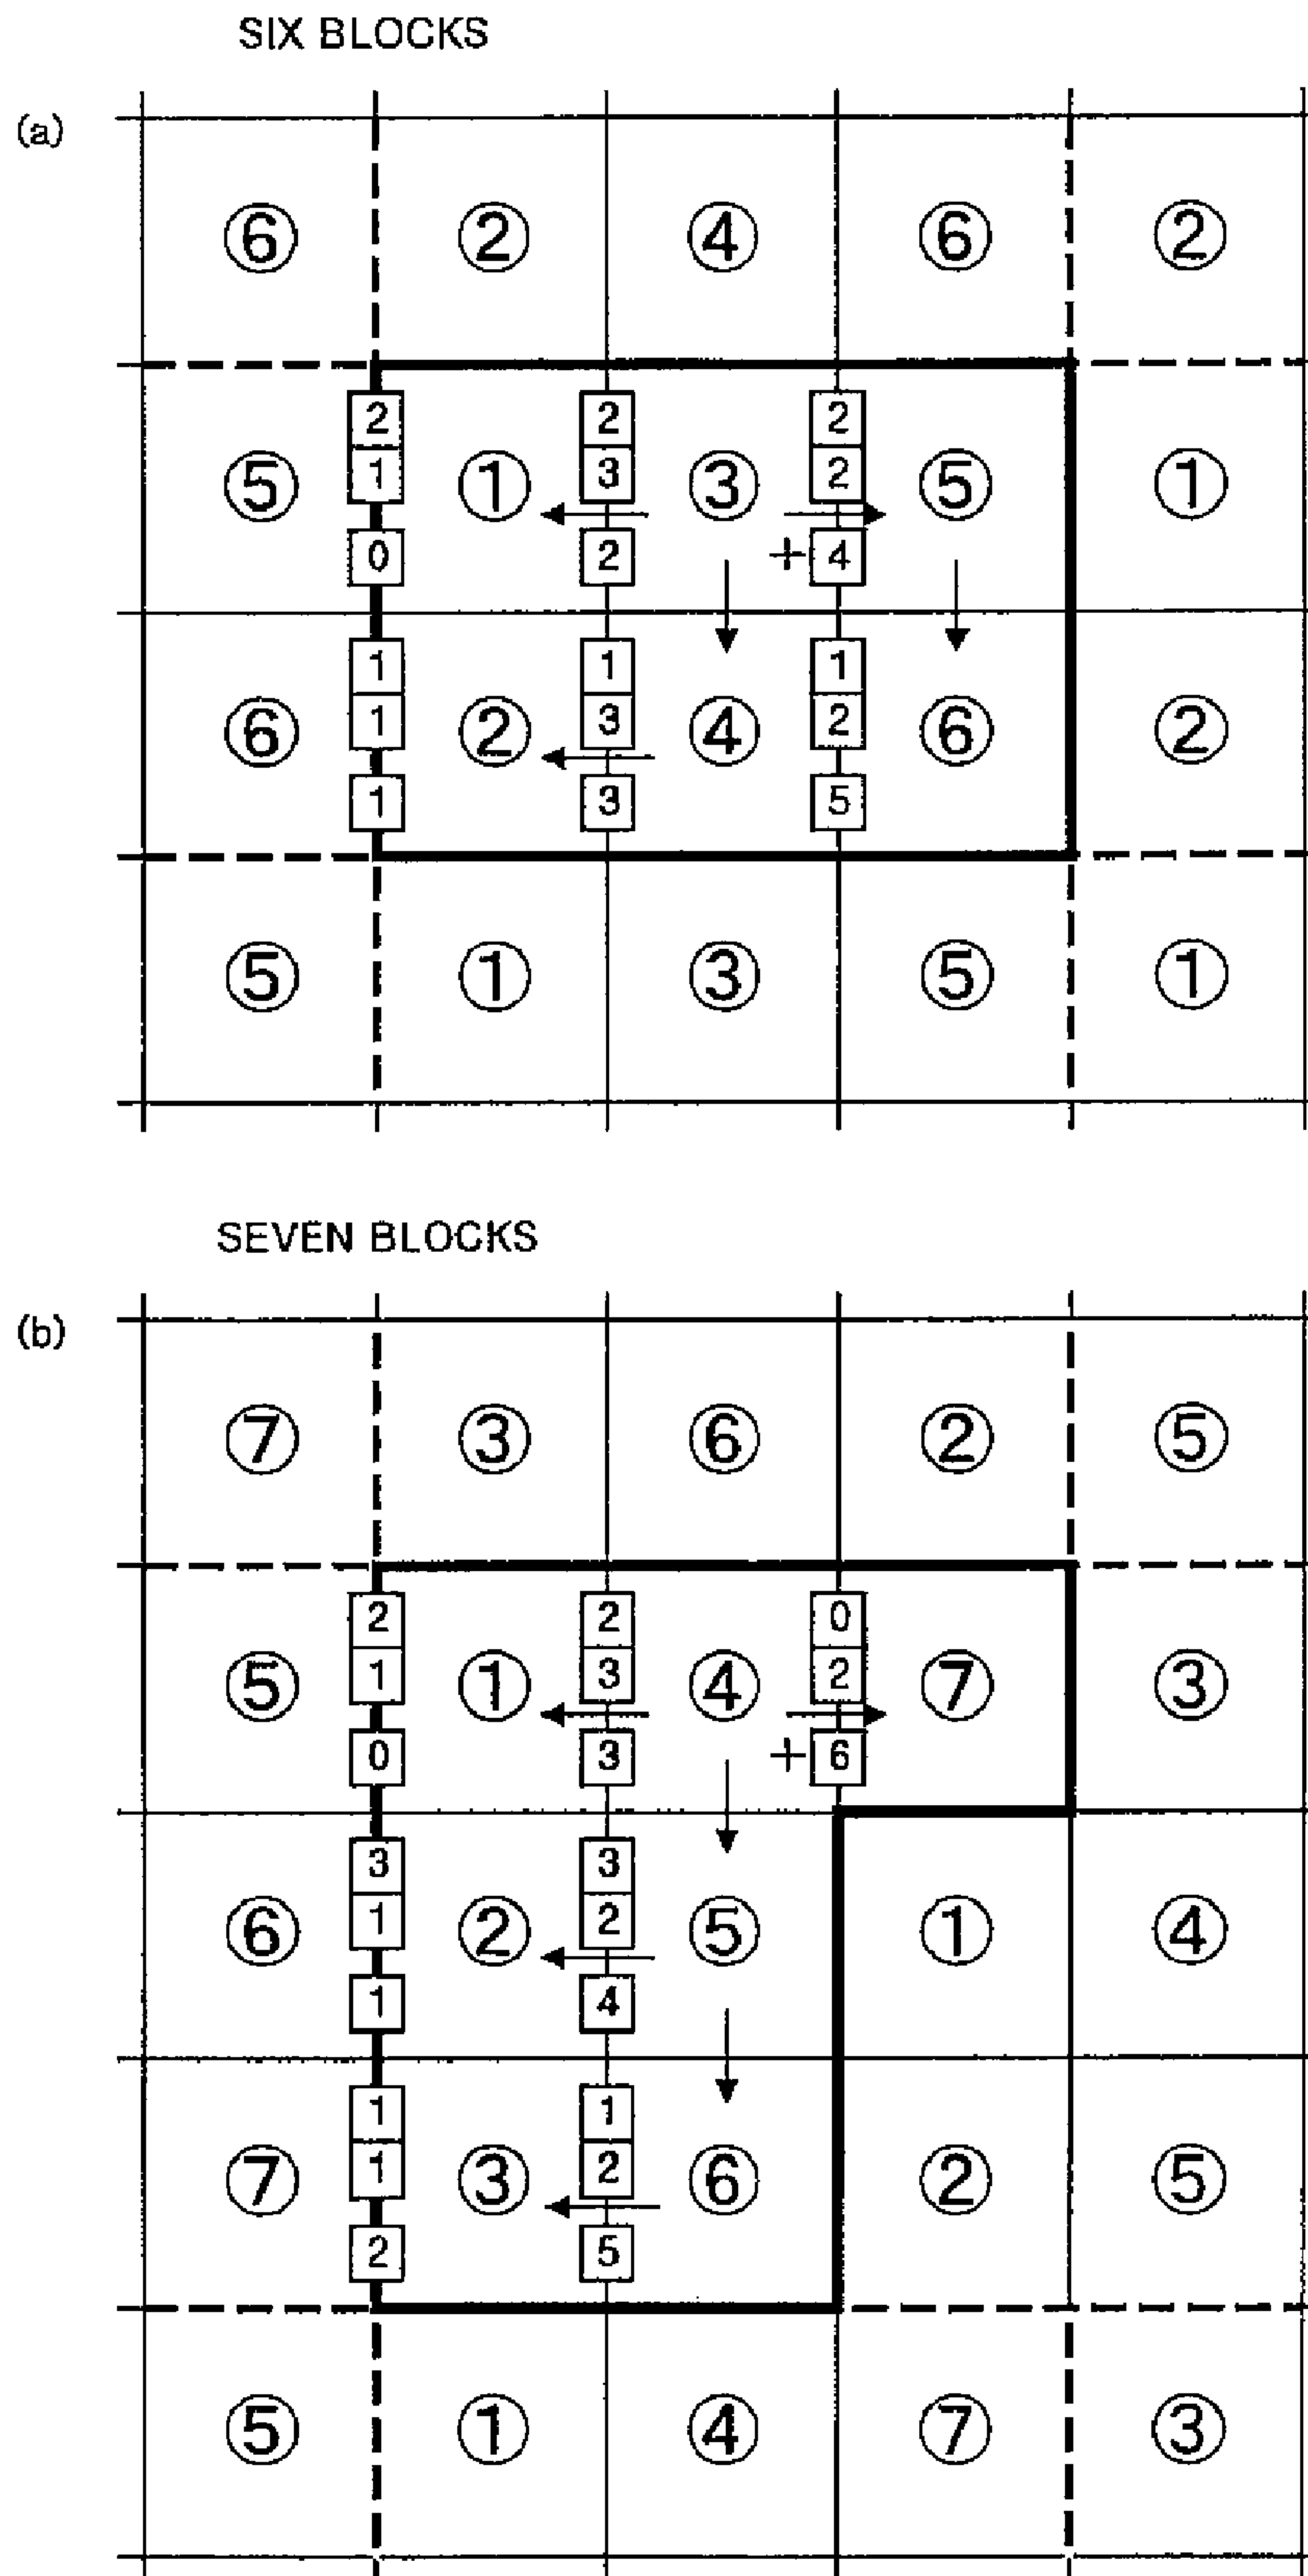 SIX BLOCKS
(a)
⑥ ② ④ ⑥ ②
2 2 2
⑤ 1 ① 3 ③ 2 ⑤ ①
0 2 + 4
1 1 1
⑥ 1 ② 3 ④ 2 ⑥ ②
1 3 5
⑤ ① ③ ⑤ ①
SEVEN BLOCKS
(b)
⑦ ③ ⑥ ② ⑤
2 2 0
⑤ 1 ① 3 ④ 2 ⑦ ③
0 3 + 6
3 3
⑥ 1 ② 2 ⑤ ① ④
1 4
1 1
⑦ 1 ③ 2 ⑥ ② ⑤
2 5
⑤ ① ④ ⑦ ③